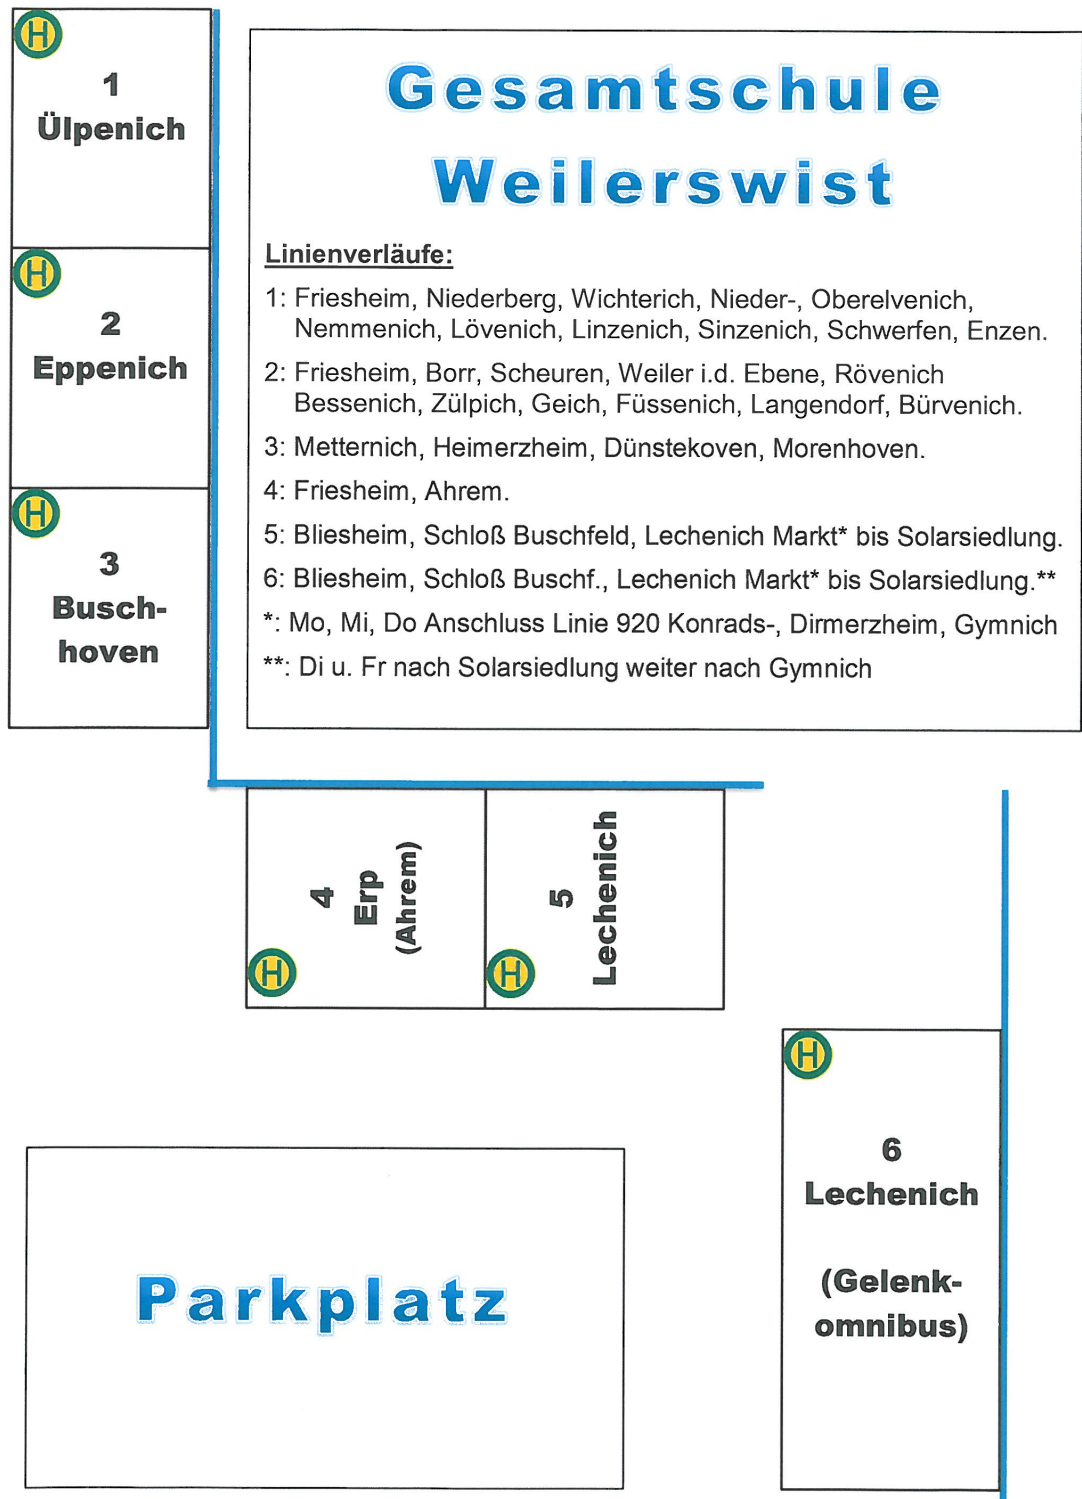 H
1
Ülpenich
H
2
Eppenich
H
3
Busch-
hoven
Gesamtschule
Weilerswist
Linienverläufe:
1: Friesheim, Niederberg, Wichterich, Nieder-, Oberelvenich,
Nemmenich, Lövenich, Linzenich, Sinzenich, Schwerfen, Enzen.
2: Friesheim, Borr, Scheuren, Weiler i.d. Ebene, Rövenich
Bessenich, Zülpich, Geich, Füssenich, Langendorf, Bürvenich.
3: Metternich, Heimerzheim, Dünstekoven, Morenhoven.
4: Friesheim, Ahrem.
5: Bliesheim, Schloß Buschfeld, Lechenich Markt* bis Solarsiedlung.
6: Bliesheim, Schloß Buschf., Lechenich Markt* bis Solarsiedlung.**
*: Mo, Mi, Do Anschluss Linie 920 Konrads-, Dirmerzheim, Gymnich
**: Di u. Fr nach Solarsiedlung weiter nach Gymnich
4
Erp
(Ahrem)
H
5
Lechenich
H
H
6
Lechenich
(Gelenk-
omnibus)
Parkplatz